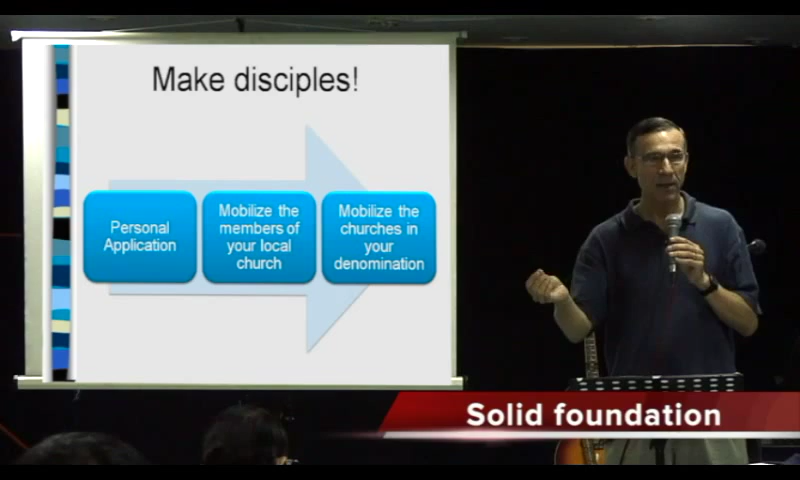 Make disciples!
Personal
Application
Mobilize the
members of
your local
church
Mobilize the
churches in
your
denomination
Solid foundation